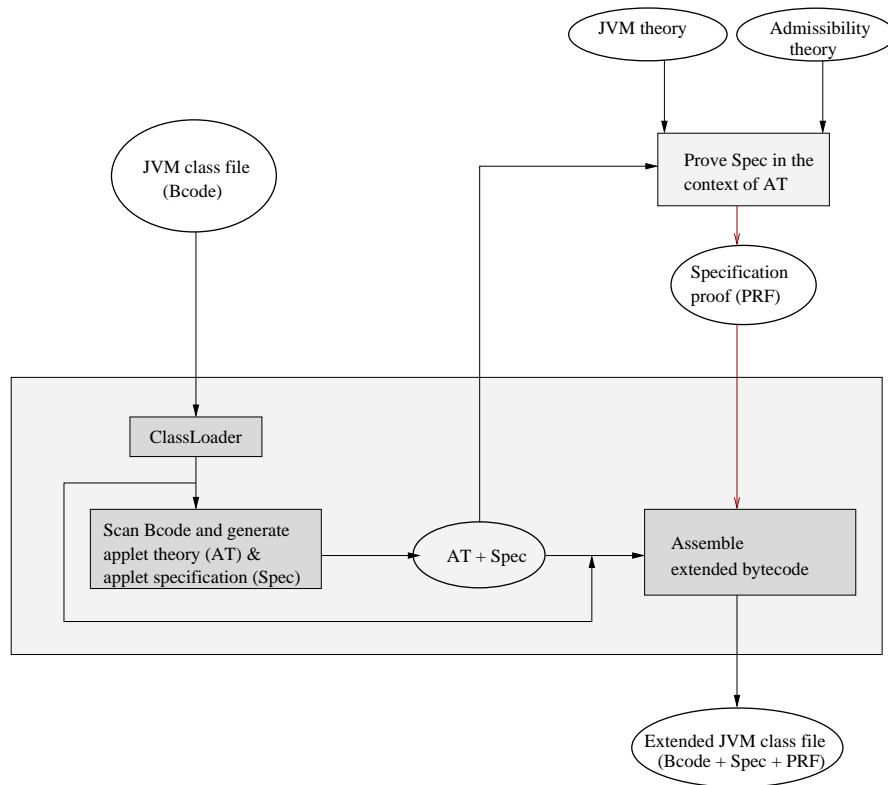 JVM theory
Admissibility
theory
JVM class file
(Bcode)
Prove Spec in the
context of AT
Specification
proof (PRF)
ClassLoader
Scan Bcode and generate
applet theory (AT) &
applet specification (Spec)
AT + Spec
Assemble
extended bytecode
Extended JVM class file
(Bcode + Spec + PRF)